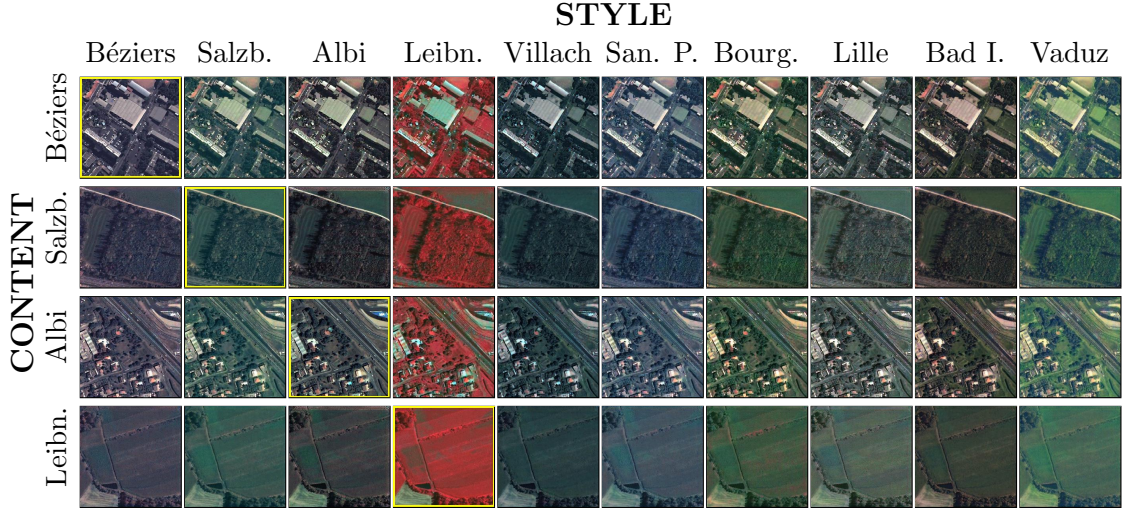 STYLE
Béziers Salzb. Albi Leibn. Villach San. P. Bourg. Lille Bad I. Vaduz
CONTENT
Béziers
Salzb.
Albi
Leibn.